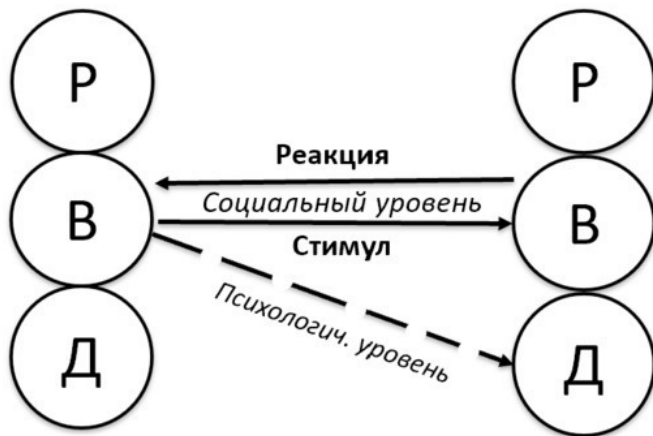 Р
Р
Реакция
Социальный уровень
В
В
Стимул
Психологич. уровень
Д
Д